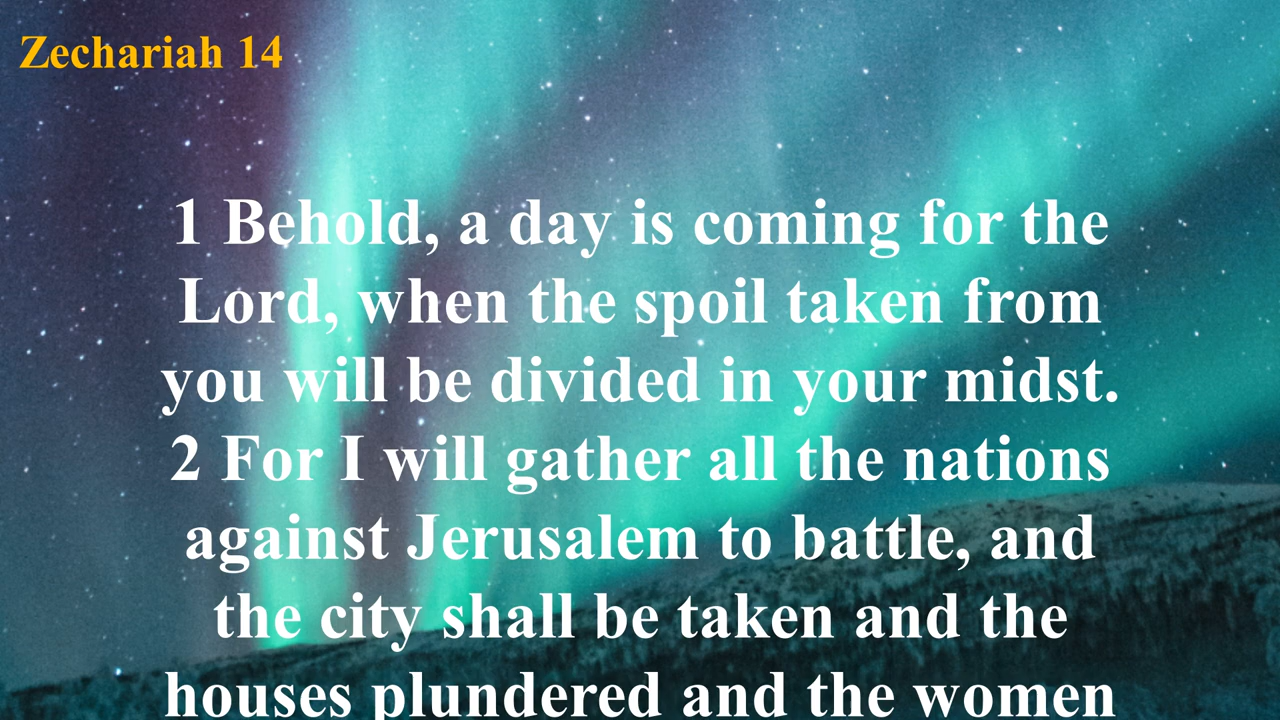 Zechariah 14
1 Behold, a day is coming for the
Lord, when the spoil taken from
you will be divided in your midst.
2 For I will gather all the nations
against Jerusalem to battle, and
the city shall be taken and the
houses plundered and the women